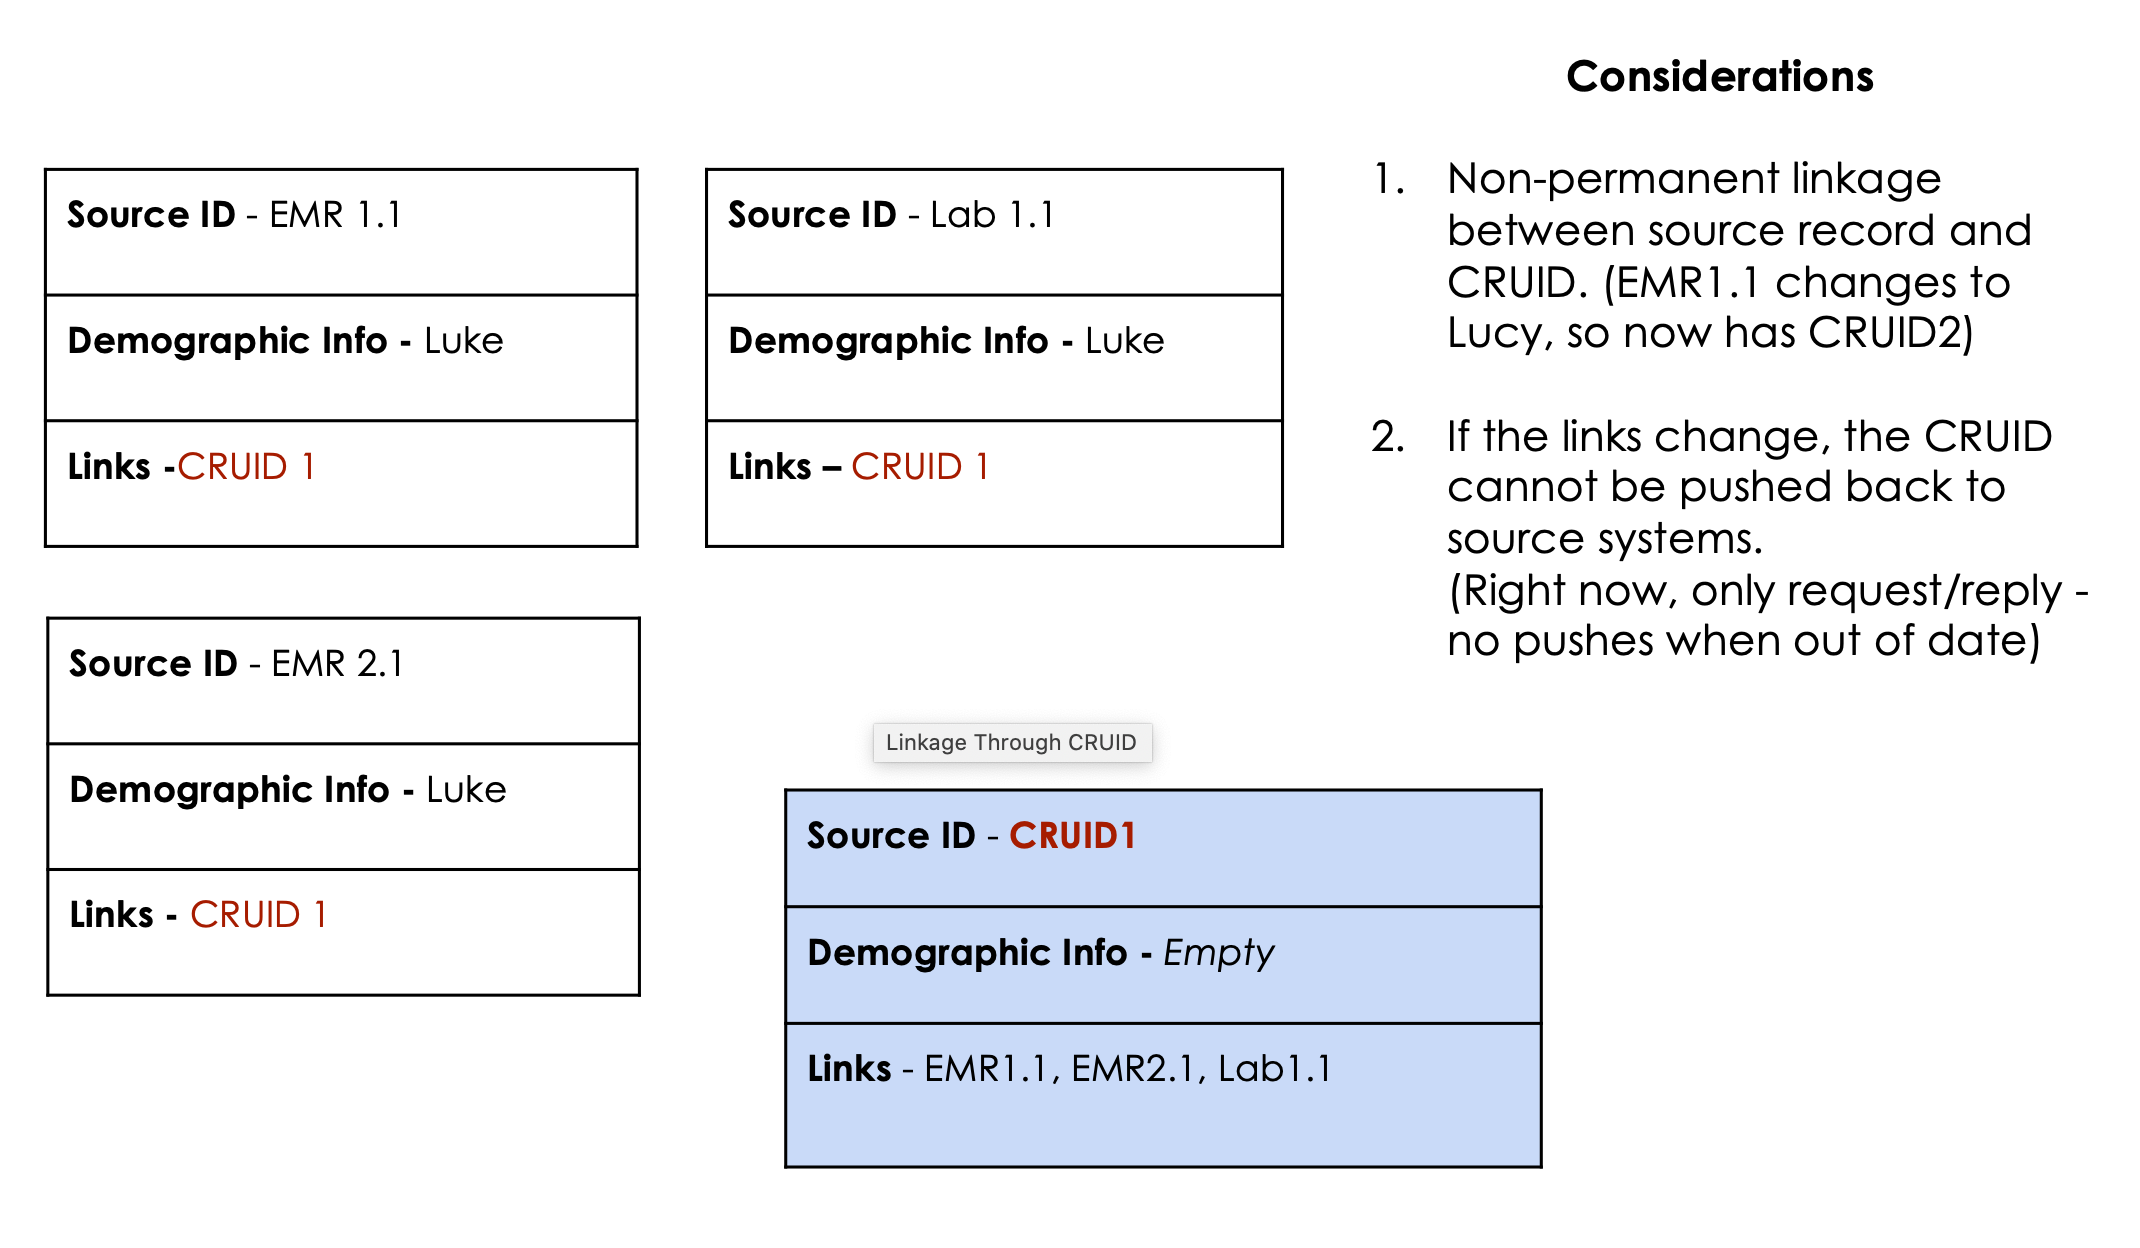 Considerations
Source ID - EMR 1.1
Demographic Info - Luke
Links -CRUID 1
Source ID - Lab 1.1
Demographic Info - Luke
Links – CRUID 1
1. Non-permanent linkage
between source record and
CRUID. (EMR1.1 changes to
Lucy, so now has CRUID2)
2. If the links change, the CRUID
cannot be pushed back to
source systems.
(Right now, only request/reply -
no pushes when out of date)
Source ID - EMR 2.1
Demographic Info - Luke
Links - CRUID 1
Linkage Through CRUID
Source ID - CRUID1
Demographic Info - Empty
Links - EMR1.1, EMR2.1, Lab1.1